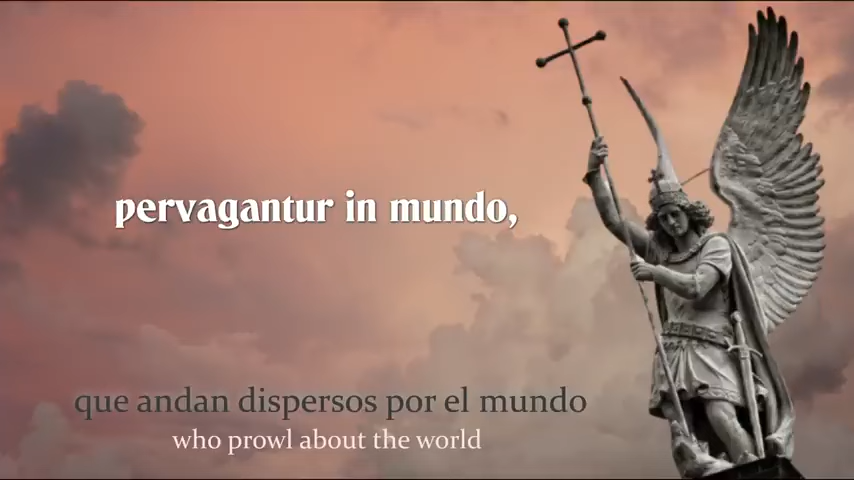 pervagantur in mundo,
que andan dispersos por el mundo
who prowl about the world